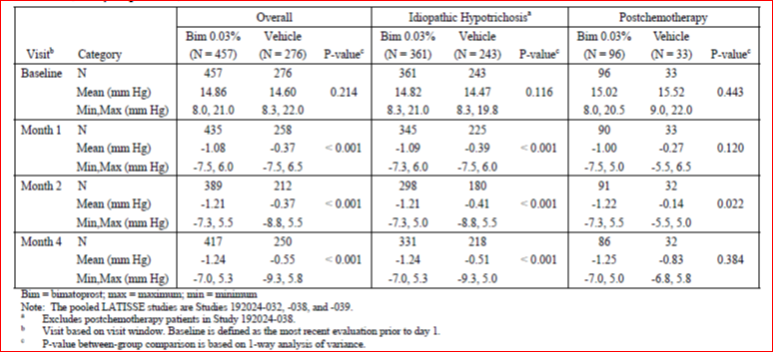 Overall Idiopathic Hypotrichosisᵃ Postchemotherapy
Bim 0.03% Vehicle Bim 0.03% Vehicle Bim 0.03% Vehicle
Visitᵇ Category (N = 457) (N = 276) P-valueᶜ (N = 361) (N = 243) P-valueᶜ (N = 96) (N = 33) P-valueᶜ
Baseline N 457 276 361 243 96 33
Mean (mm Hg) 14.86 14.60 0.214 14.82 14.47 0.116 15.02 15.52 0.443
Min,Max (mm Hg) 8.0, 21.0 8.3, 22.0 8.3, 21.0 8.3, 19.8 8.0, 20.5 9.0, 22.0
Month 1 N 435 258 345 225 90 33
Mean (mm Hg) -1.08 -0.37 < 0.001 -1.09 -0.39 < 0.001 -1.00 -0.27 0.120
Min,Max (mm Hg) -7.5, 6.0 -7.5, 6.5 -7.3, 6.0 -7.5, 6.0 -7.5, 5.0 -5.5, 6.5
Month 2 N 389 212 298 180 91 32
Mean (mm Hg) -1.21 -0.37 < 0.001 -1.21 -0.41 < 0.001 -1.22 -0.14 0.022
Min,Max (mm Hg) -7.3, 5.5 -8.8, 5.5 -7.3, 5.0 -8.8, 5.5 -7.3, 5.5 -5.5, 5.0
Month 4 N 417 250 331 218 86 32
Mean (mm Hg) -1.24 -0.55 < 0.001 -1.24 -0.51 < 0.001 -1.25 -0.83 0.384
Min,Max (mm Hg) -7.0, 5.3 -9.3, 5.8 -7.0, 5.3 -9.3, 5.0 -7.0, 5.0 -6.8, 5.8
Bim = bimatoprost; max = maximum; min = minimum
Note: The pooled LATISSE studies are Studies 192024-032, -038, and -039.
a Excludes postchemotherapy patients in Study 192024-038.
b Visit based on visit window. Baseline is defined as the most recent evaluation prior to day 1.
c P-value between-group comparison is based on 1-way analysis of variance.